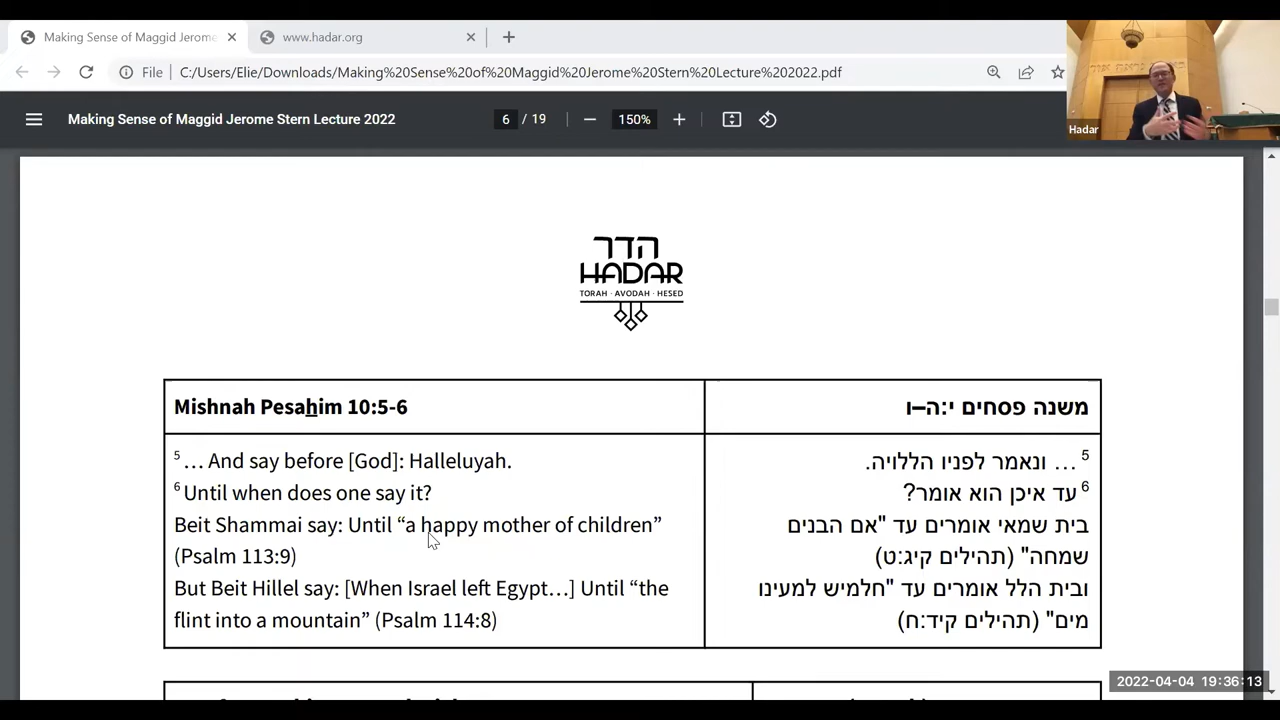 Making Sense of Maggid Jerome
www.hadar.org
File C:/Users/Elie/Downloads/Making%20Sense%20of%20Maggid%20Jerome%20Stern%20Lecture%202022.pdf
Making Sense of Maggid Jerome Stern Lecture 2022
6 / 19
150%
Hadar
הדר
HADAR
TORAH · AVODAH · HESED
Mishnah Pesahim 10:5-6
משנה פסחים י:ה–ו
5 … And say before [God]: Halleluyah.
6 Until when does one say it?
Beit Shammai say: Until “a happy mother of children”
(Psalm 113:9)
But Beit Hillel say: [When Israel left Egypt…] Until “the
flint into a mountain” (Psalm 114:8)
5 … ונאמר לפניו הללויה.
6 עד איכן הוא אומר?
בית שמאי אומרים עד "אם הבנים
שמחה" (תהילים קיג:ט)
ובית הלל אומרים עד "חלמיש למעינו
מים" (תהילים קיד:ח)
2022-04-04 19:36:13